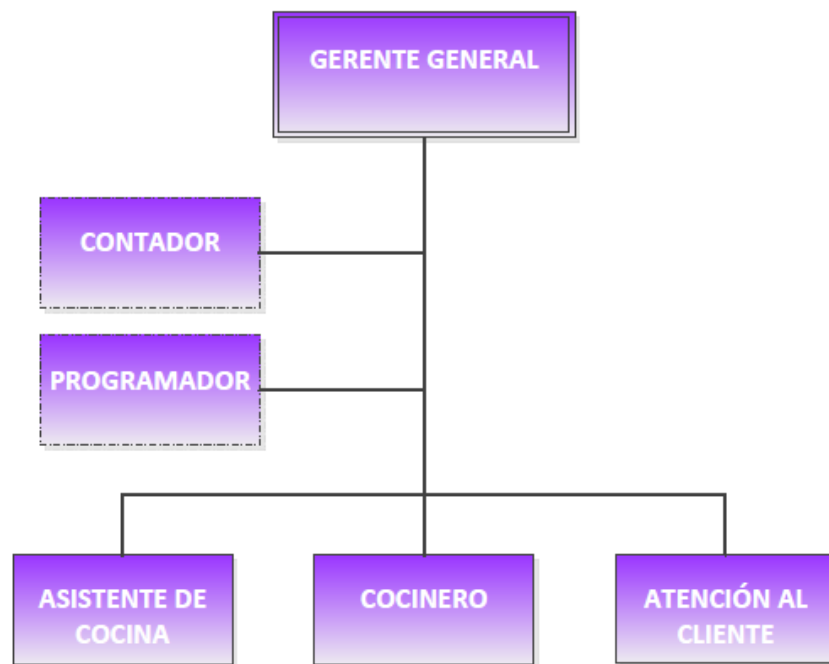 GERENTE GENERAL
CONTADOR
PROGRAMADOR
ASISTENTE DE
COCINA
COCINERO
ATENCIÓN AL
CLIENTE